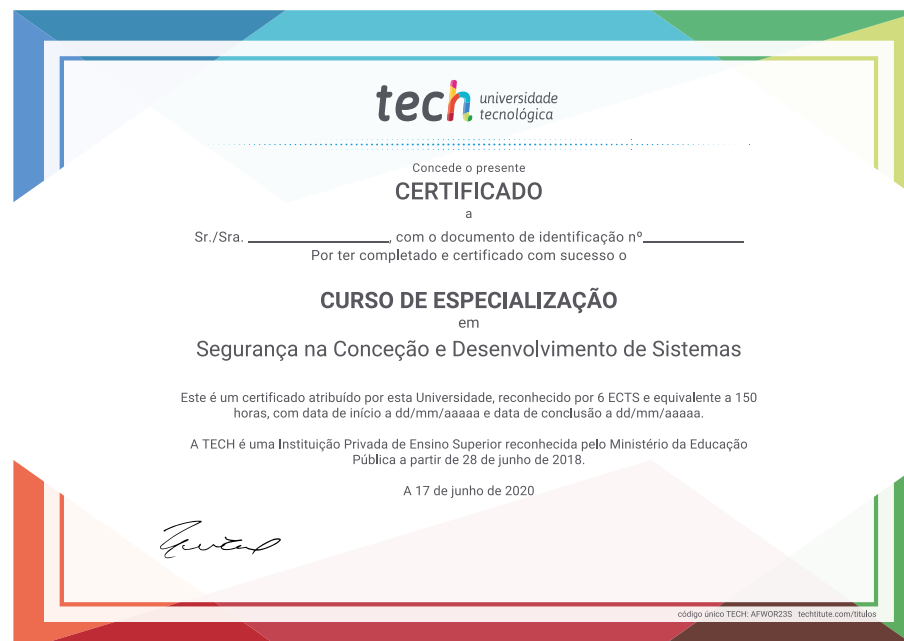 tech universidade
tecnológica
Concede o presente
CERTIFICADO
a
Sr./Sra. ________________, com o documento de identificação nº____________
Por ter completado e certificado com sucesso o
CURSO DE ESPECIALIZAÇÃO
em
Segurança na Conceção e Desenvolvimento de Sistemas
Este é um certificado atribuído por esta Universidade, reconhecido por 6 ECTS e equivalente a 150
horas, com data de início a dd/mm/aaaaa e data de conclusão a dd/mm/aaaaa.
A TECH é uma Instituição Privada de Ensino Superior reconhecida pelo Ministério da Educação
Pública a partir de 28 de junho de 2018.
A 17 de junho de 2020
código único TECH: AFWOR23S techtitute.com/titulos